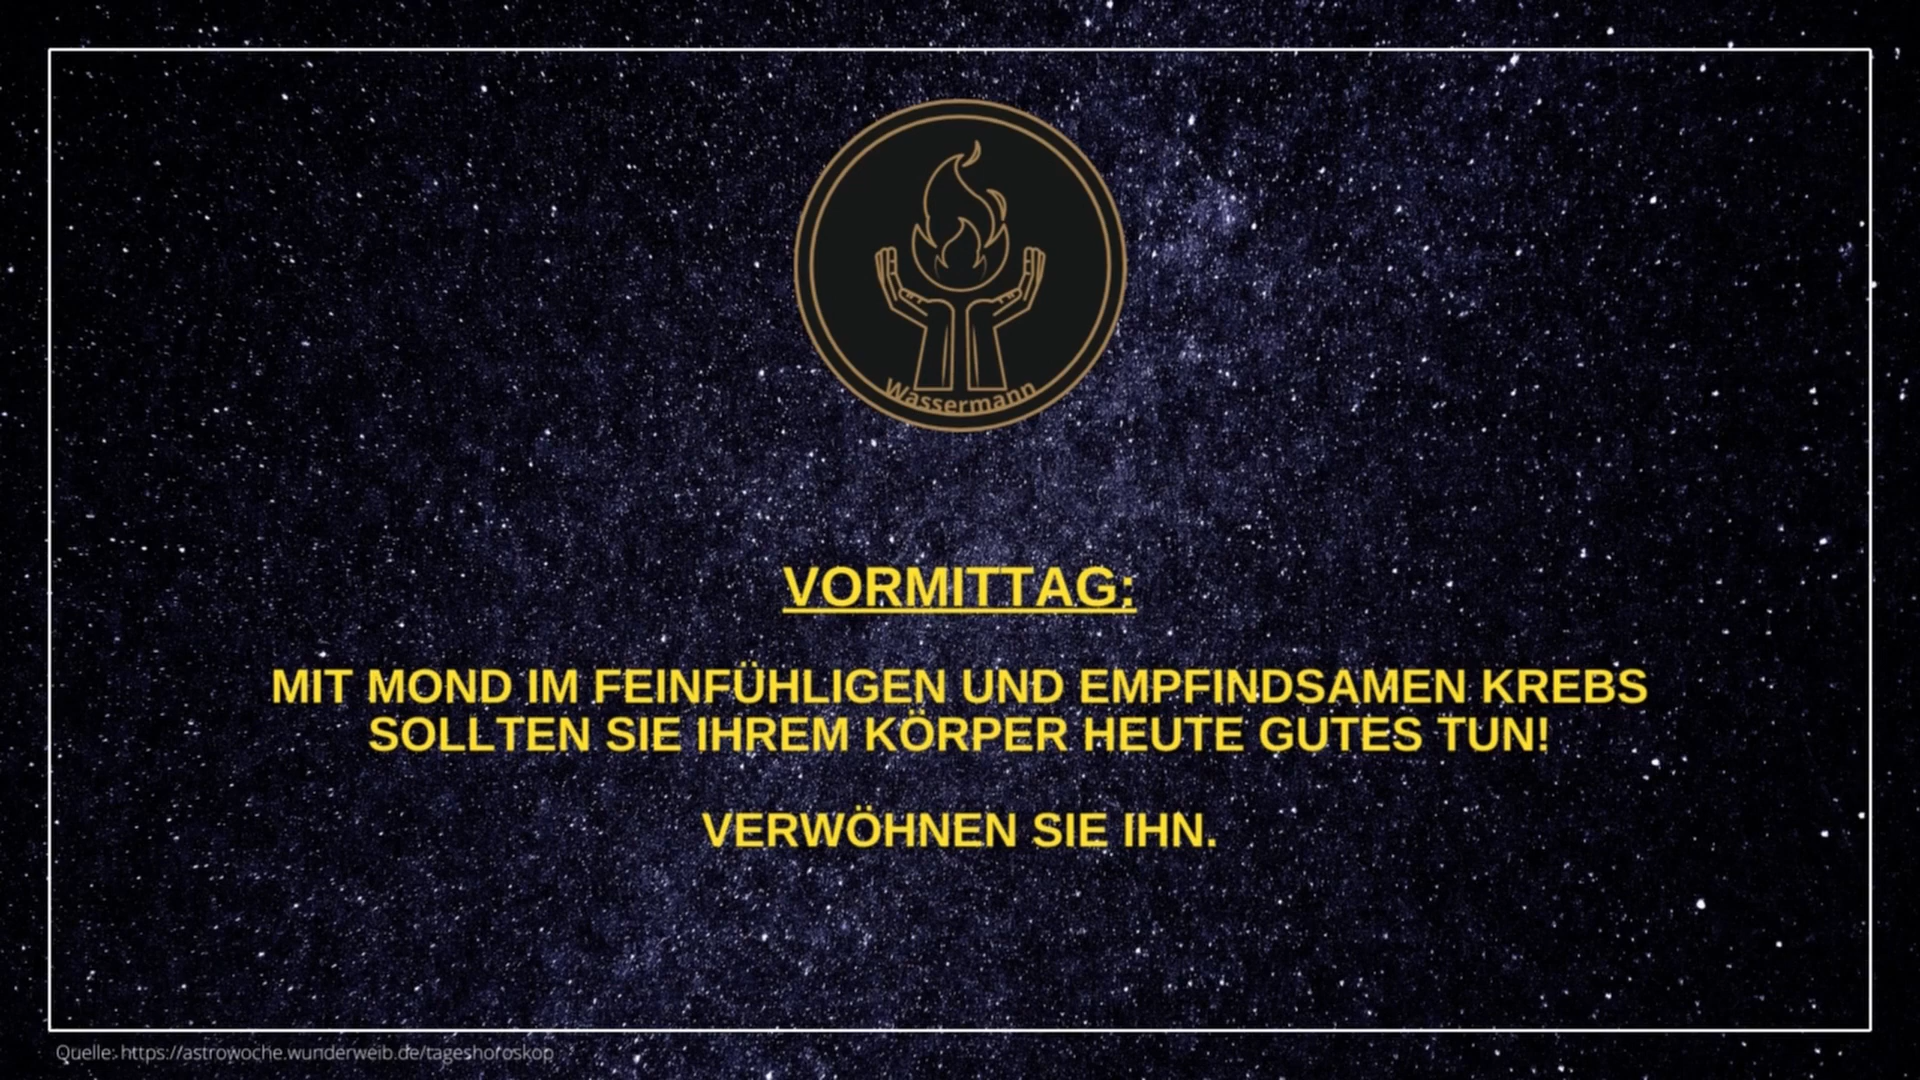 Wassermann
VORMITTAG:
MIT MOND IM FEINFÜHLIGEN UND EMPFINDSAMEN KREBS
SOLLTEN SIE IHREM KÖRPER HEUTE GUTES TUN!
VERWÖHNEN SIE IHN.
Quelle: https://astrowoche.wunderweib.de/tageshoroskop